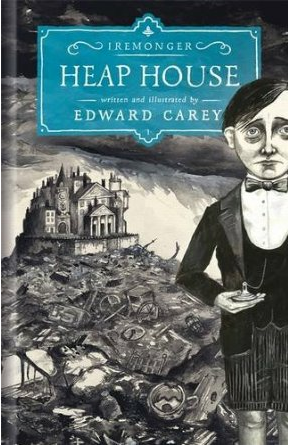 IREMONGER
HEAP HOUSE
written and illustrated by
EDWARD CAREY